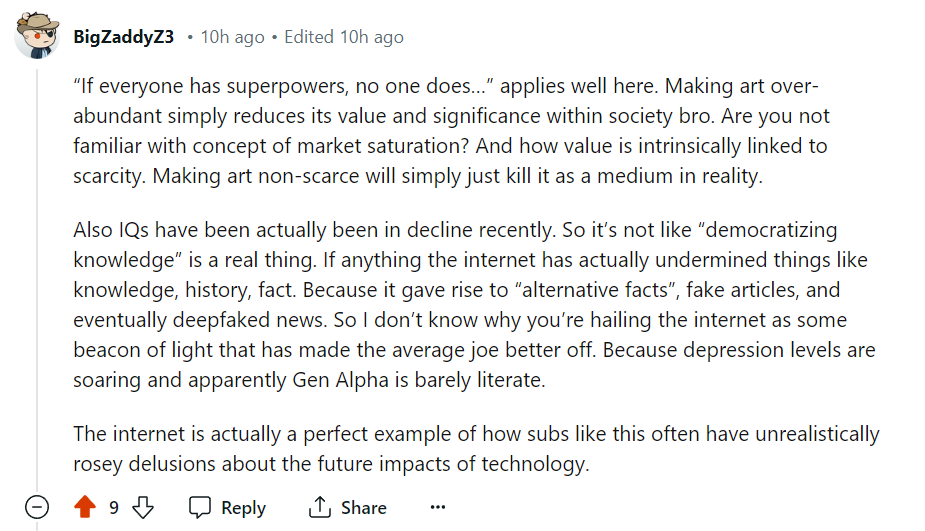 BigZaddyZ3 • 10h ago • Edited 10h ago
“If everyone has superpowers, no one does…” applies well here. Making art over-
abundant simply reduces its value and significance within society bro. Are you not
familiar with concept of market saturation? And how value is intrinsically linked to
scarcity. Making art non-scarce will simply just kill it as a medium in reality.
Also IQs have been actually been in decline recently. So it’s not like “democratizing
knowledge” is a real thing. If anything the internet has actually undermined things like
knowledge, history, fact. Because it gave rise to “alternative facts”, fake articles, and
eventually deepfaked news. So I don’t know why you’re hailing the internet as some
beacon of light that has made the average joe better off. Because depression levels are
soaring and apparently Gen Alpha is barely literate.
The internet is actually a perfect example of how subs like this often have unrealistically
rosey delusions about the future impacts of technology.
9 Reply Share ···